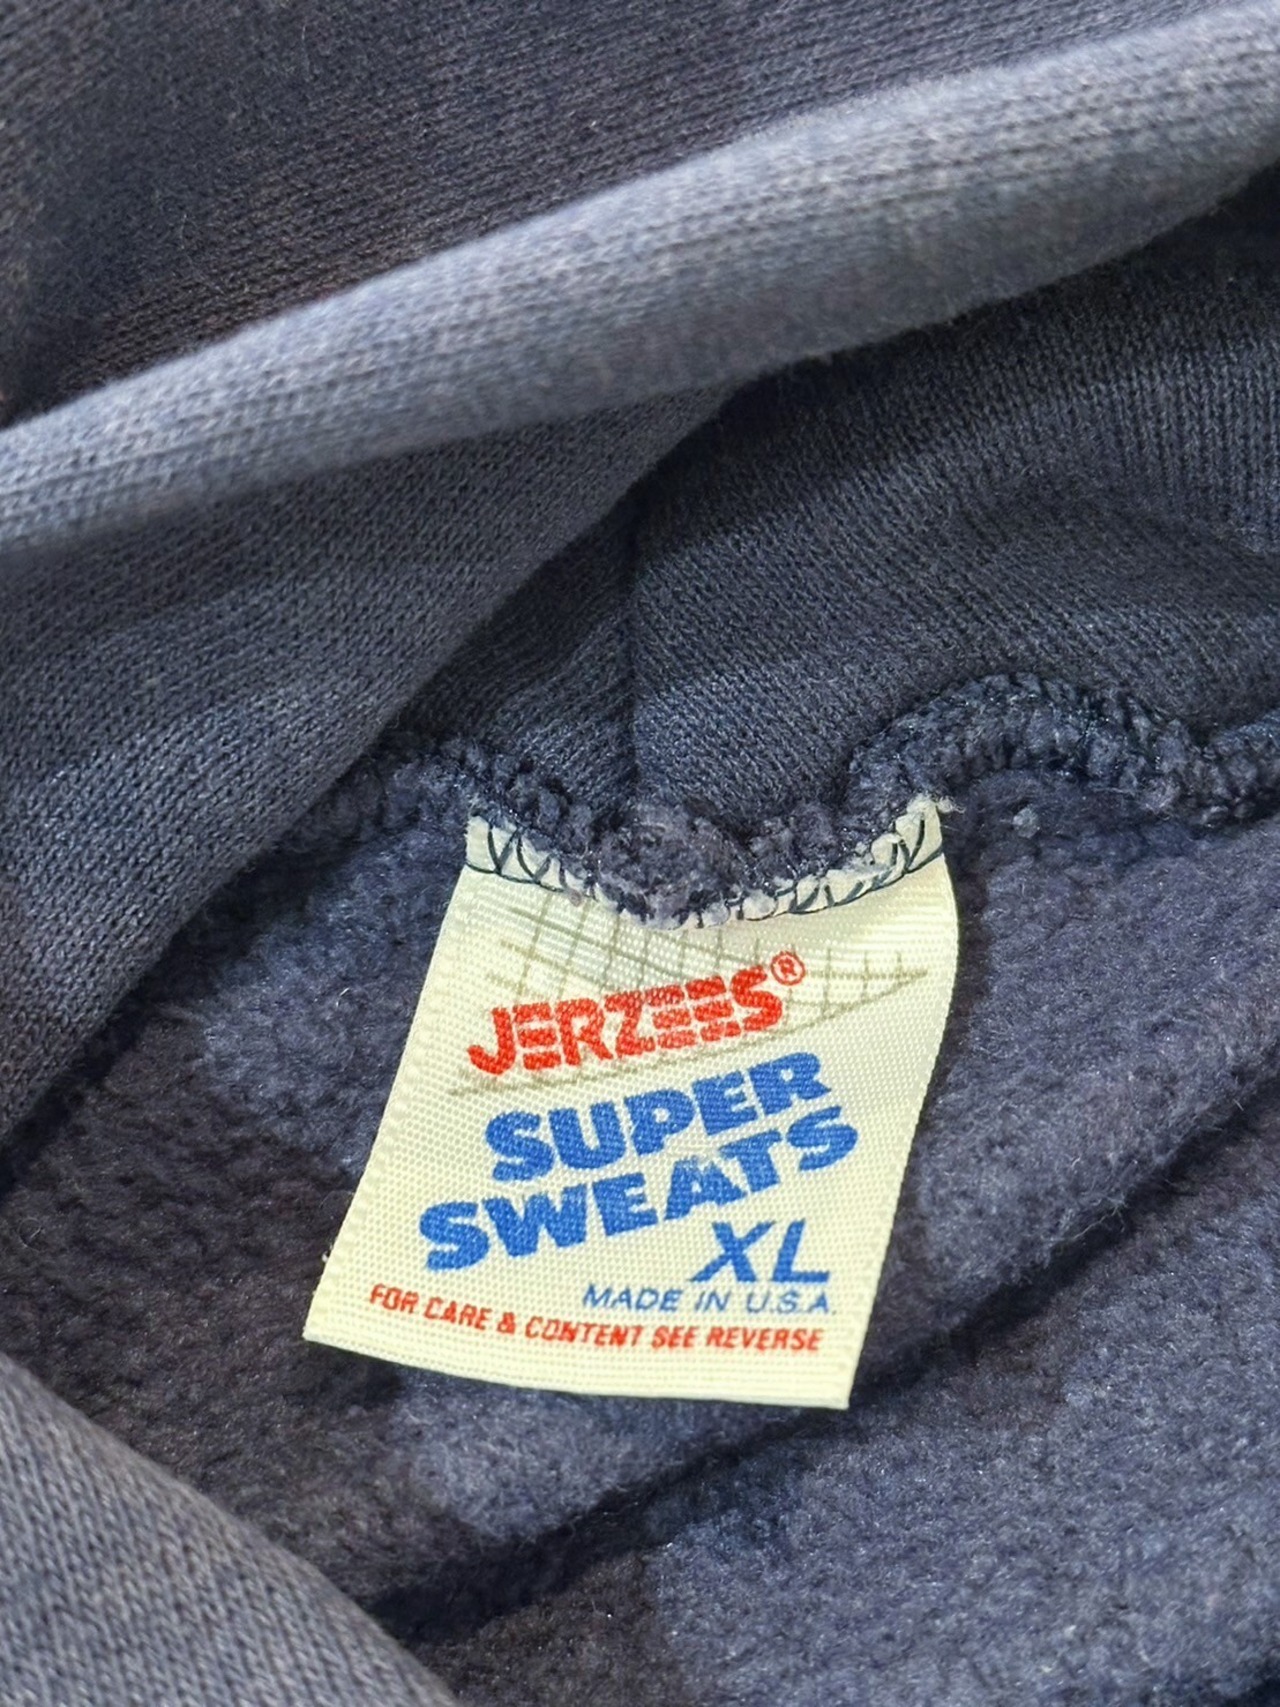 JERZEES®
SUPER
SWEATS
XL
MADE IN U.S.A.
FOR CARE & CONTENT SEE REVERSE